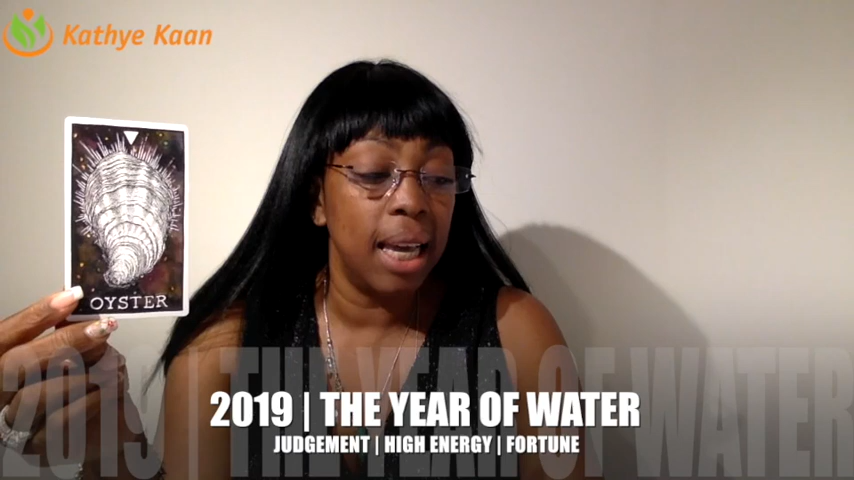 Kathye Kaan
OYSTER
2019 | THE YEAR OF WATER
2019 | THE YEAR OF WATER
JUDGEMENT | HIGH ENERGY | FORTUNE